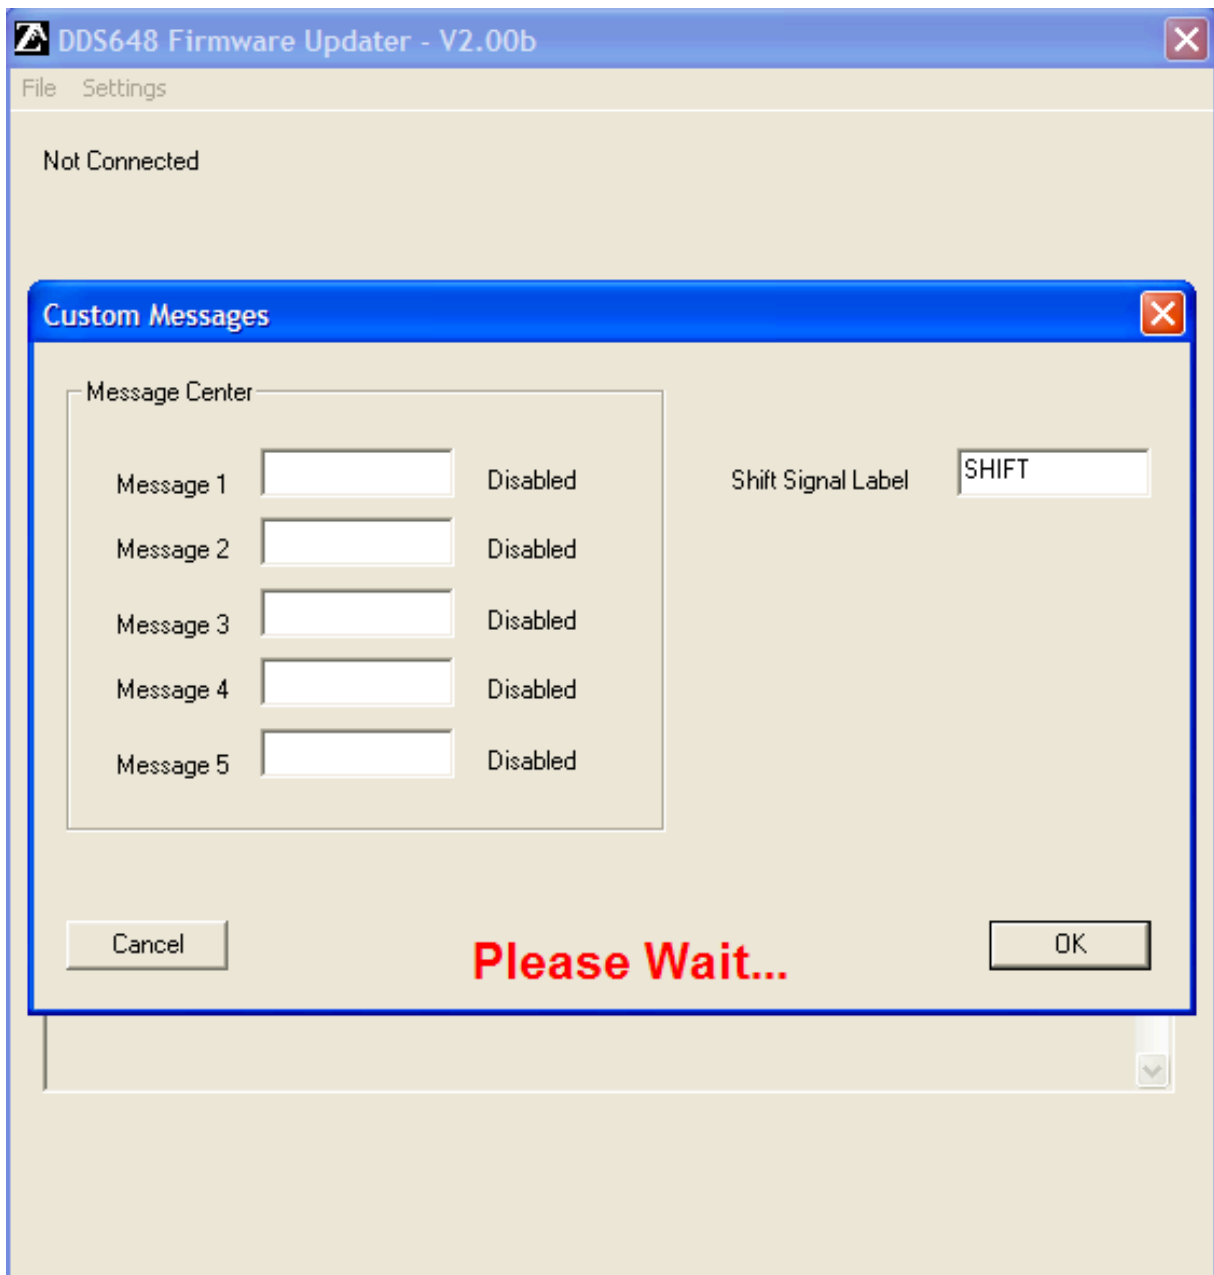 DDS648 Firmware Updater - V2.00b
File Settings
Not Connected
Custom Messages
Message Center
Message 1 Disabled Shift Signal Label SHIFT
Message 2 Disabled
Message 3 Disabled
Message 4 Disabled
Message 5 Disabled
Cancel Please Wait... OK